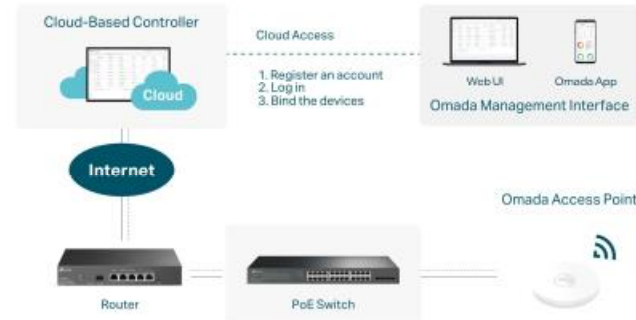 Cloud-Based Controller
Cloud
Cloud Access
1. Register an account
2. Log in
3. Bind the devices
Web UI
Omada App
Omada Management Interface
Internet
Omada Access Point
Router
PoE Switch